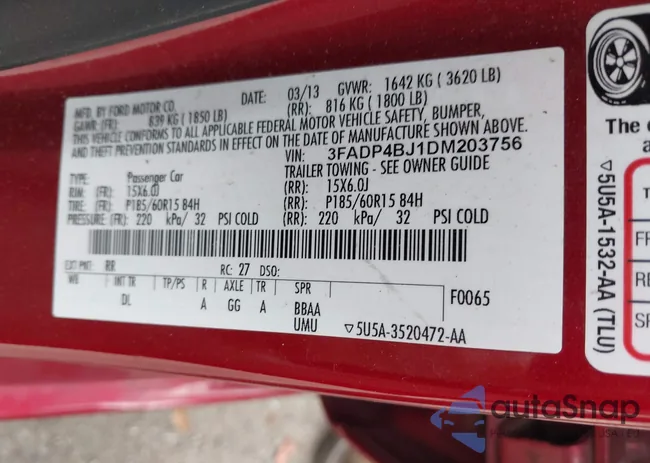 MFD. BY FORD MOTOR CO.
DATE: 03/13 GVWR: 1642 KG ( 3620 LB)
GAWR: (FR): 839 KG ( 1850 LB) (RR): 816 KG ( 1800 LB)
THIS VEHICLE CONFORMS TO ALL APPLICABLE FEDERAL MOTOR VEHICLE SAFETY, BUMPER,
AND THEFT PREVENTION STANDARDS IN EFFECT ON THE DATE OF MANUFACTURE SHOWN ABOVE.
VIN: 3FADP4BJ1DM203756
TYPE: Passenger Car TRAILER TOWING - SEE OWNER GUIDE
RIM: (FR): 15X6.0J (RR): 15X6.0J
TIRE: (FR): P185/60R15 84H (RR): P185/60R15 84H
PRESSURE: (FR): 220 kPa/ 32 PSI COLD (RR): 220 kPa/ 32 PSI COLD
EXT PNT: RR RC: 27 DSO:
WB INT TR TP/PS R AXLE TR SPR F0065
DL A GG A BBAA
UMU ▽5U5A-3520472-AA
The
▽5U5A-1532-AA (TLU)
autoSnap